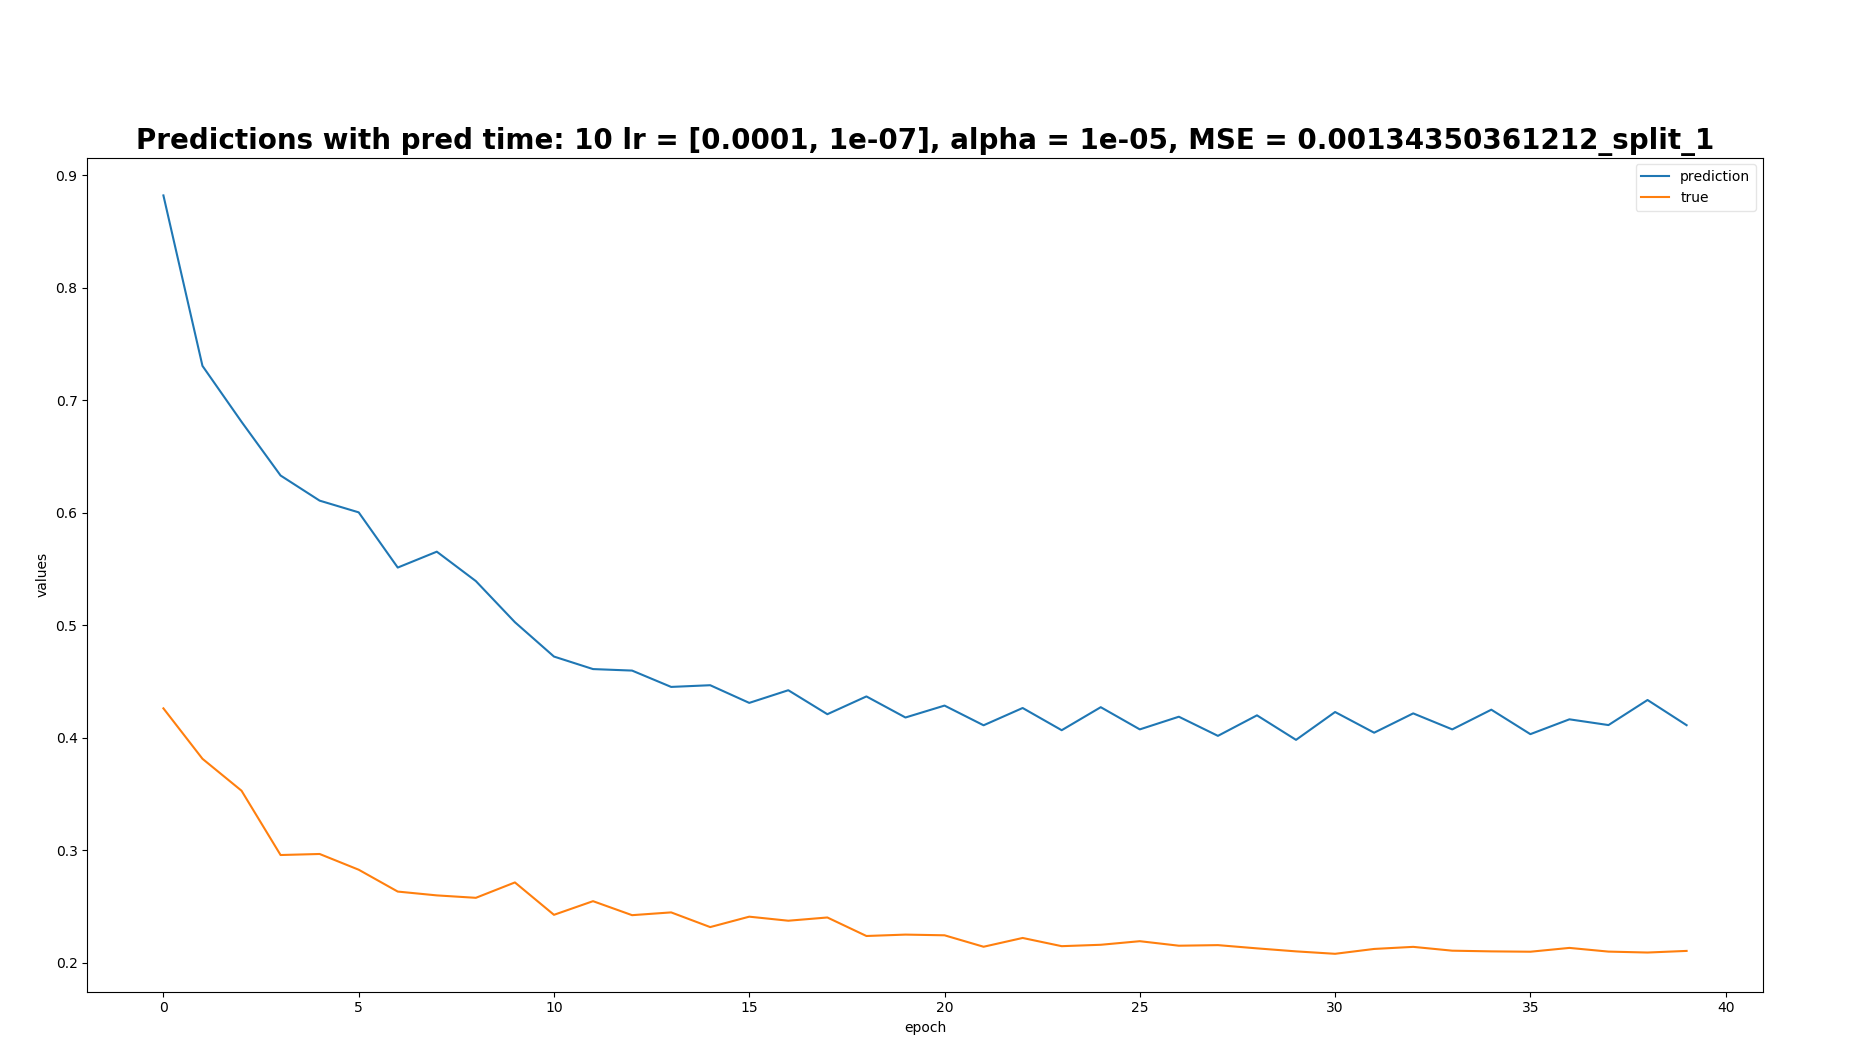 Predictions with pred time: 10 lr = [0.0001, 1e-07], alpha = 1e-05, MSE = 0.00134350361212_split_1
prediction
true
0.9
0.8
0.7
0.6
0.5
0.4
0.3
0.2
values
0 5 10 15 20 25 30 35 40
epoch